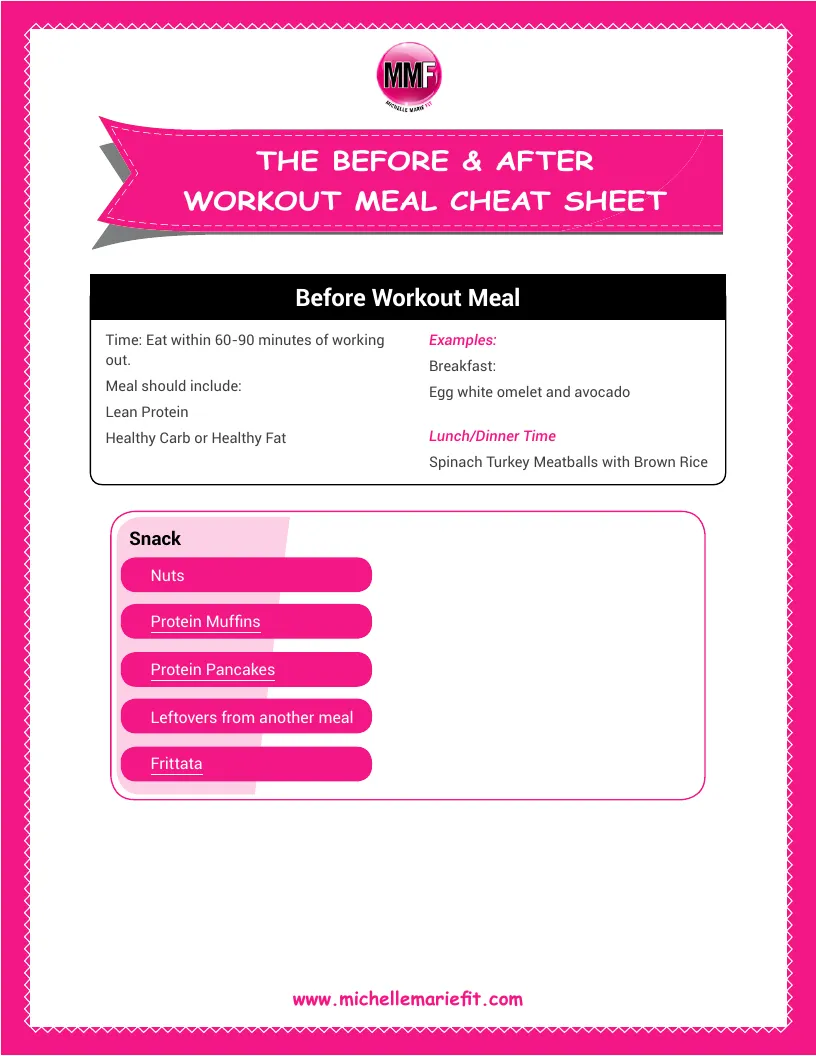 MMF
MICHELLE MARIE FIT
THE BEFORE & AFTER
WORKOUT MEAL CHEAT SHEET
Before Workout Meal
Time: Eat within 60-90 minutes of working
out.
Meal should include:
Lean Protein
Healthy Carb or Healthy Fat
Examples:
Breakfast:
Egg white omelet and avocado
Lunch/Dinner Time
Spinach Turkey Meatballs with Brown Rice
Snack
Nuts
Protein Muffins
Protein Pancakes
Leftovers from another meal
Frittata
www.michellemariefit.com